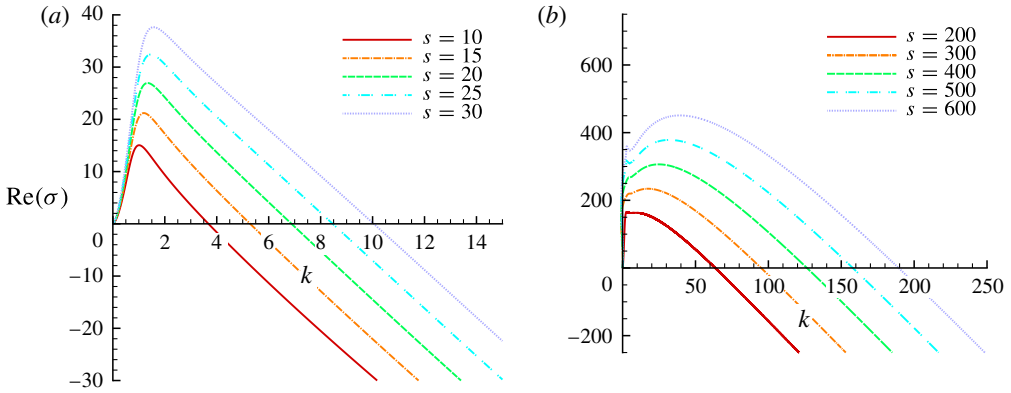 (a)
40
30
20
10
0
−10
−20
−30
Re(σ)
2 4 6 8 10 12 14
k
s = 10
s = 15
s = 20
s = 25
s = 30
(b)
600
400
200
0
−200
50 100 150 200 250
k
s = 200
s = 300
s = 400
s = 500
s = 600